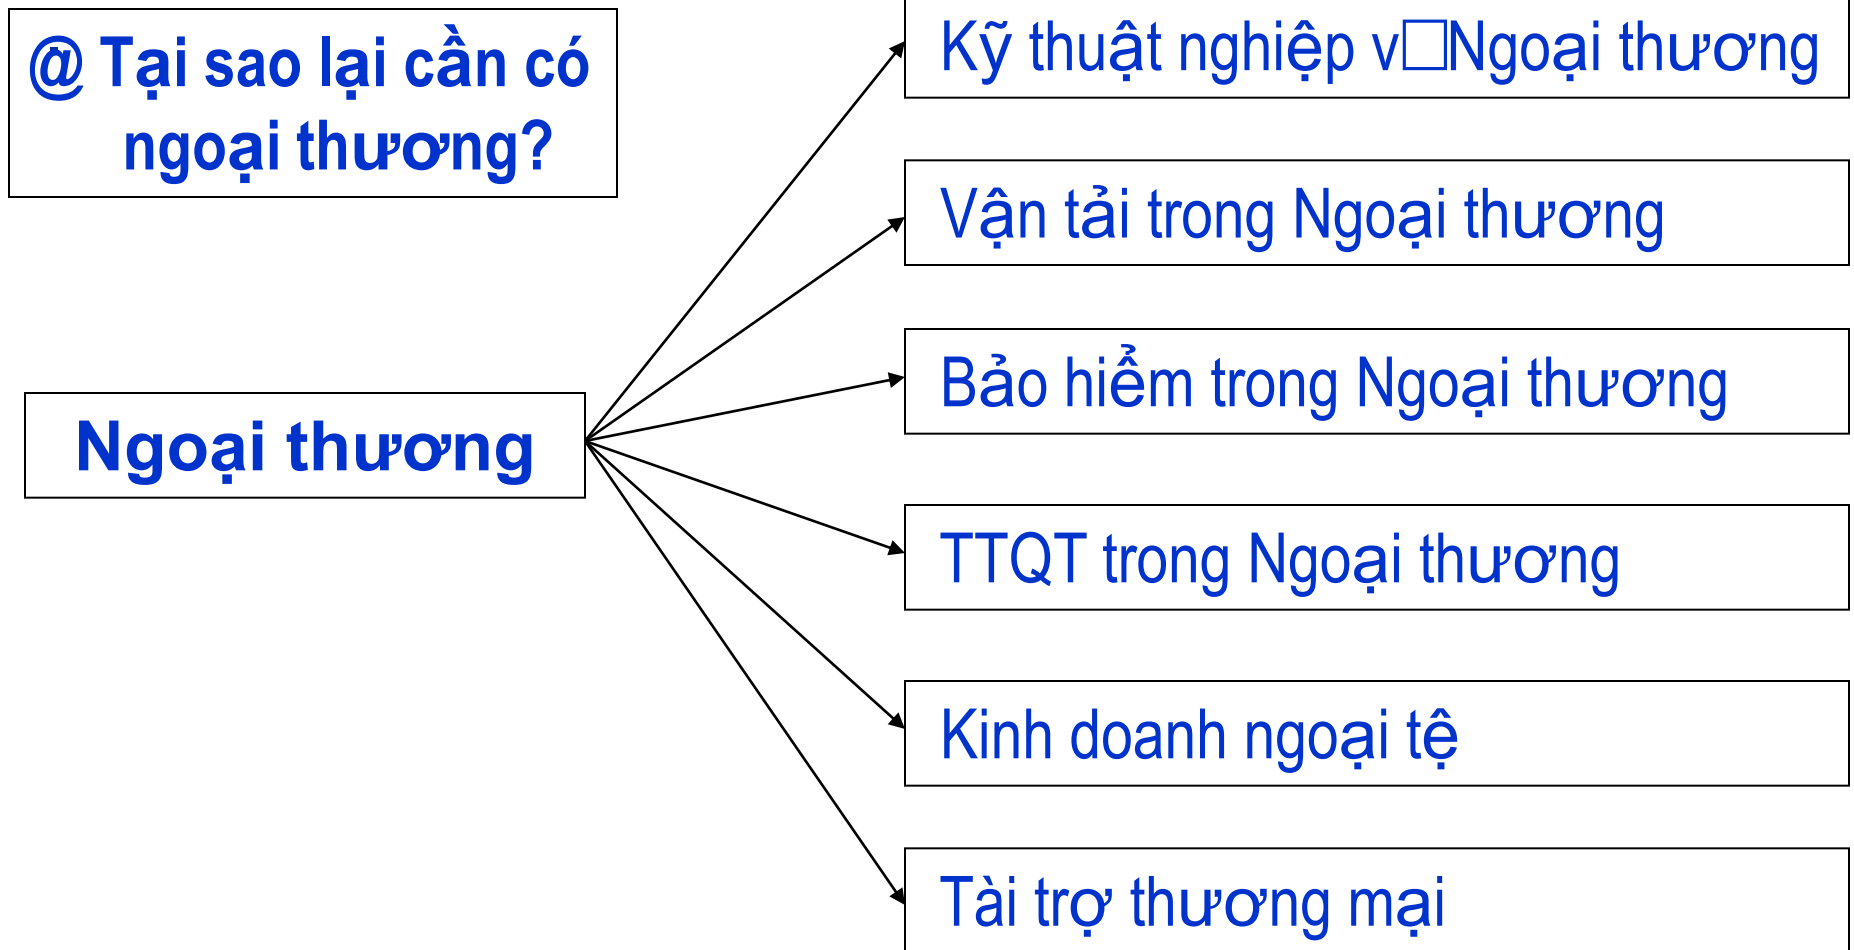 @ Tại sao lại cần có
ngoại thương?
Kỹ thuật nghiệp v□Ngoại thương
Vận tải trong Ngoại thương
Bảo hiểm trong Ngoại thương
Ngoại thương
TTQT trong Ngoại thương
Kinh doanh ngoại tệ
Tài trợ thương mại